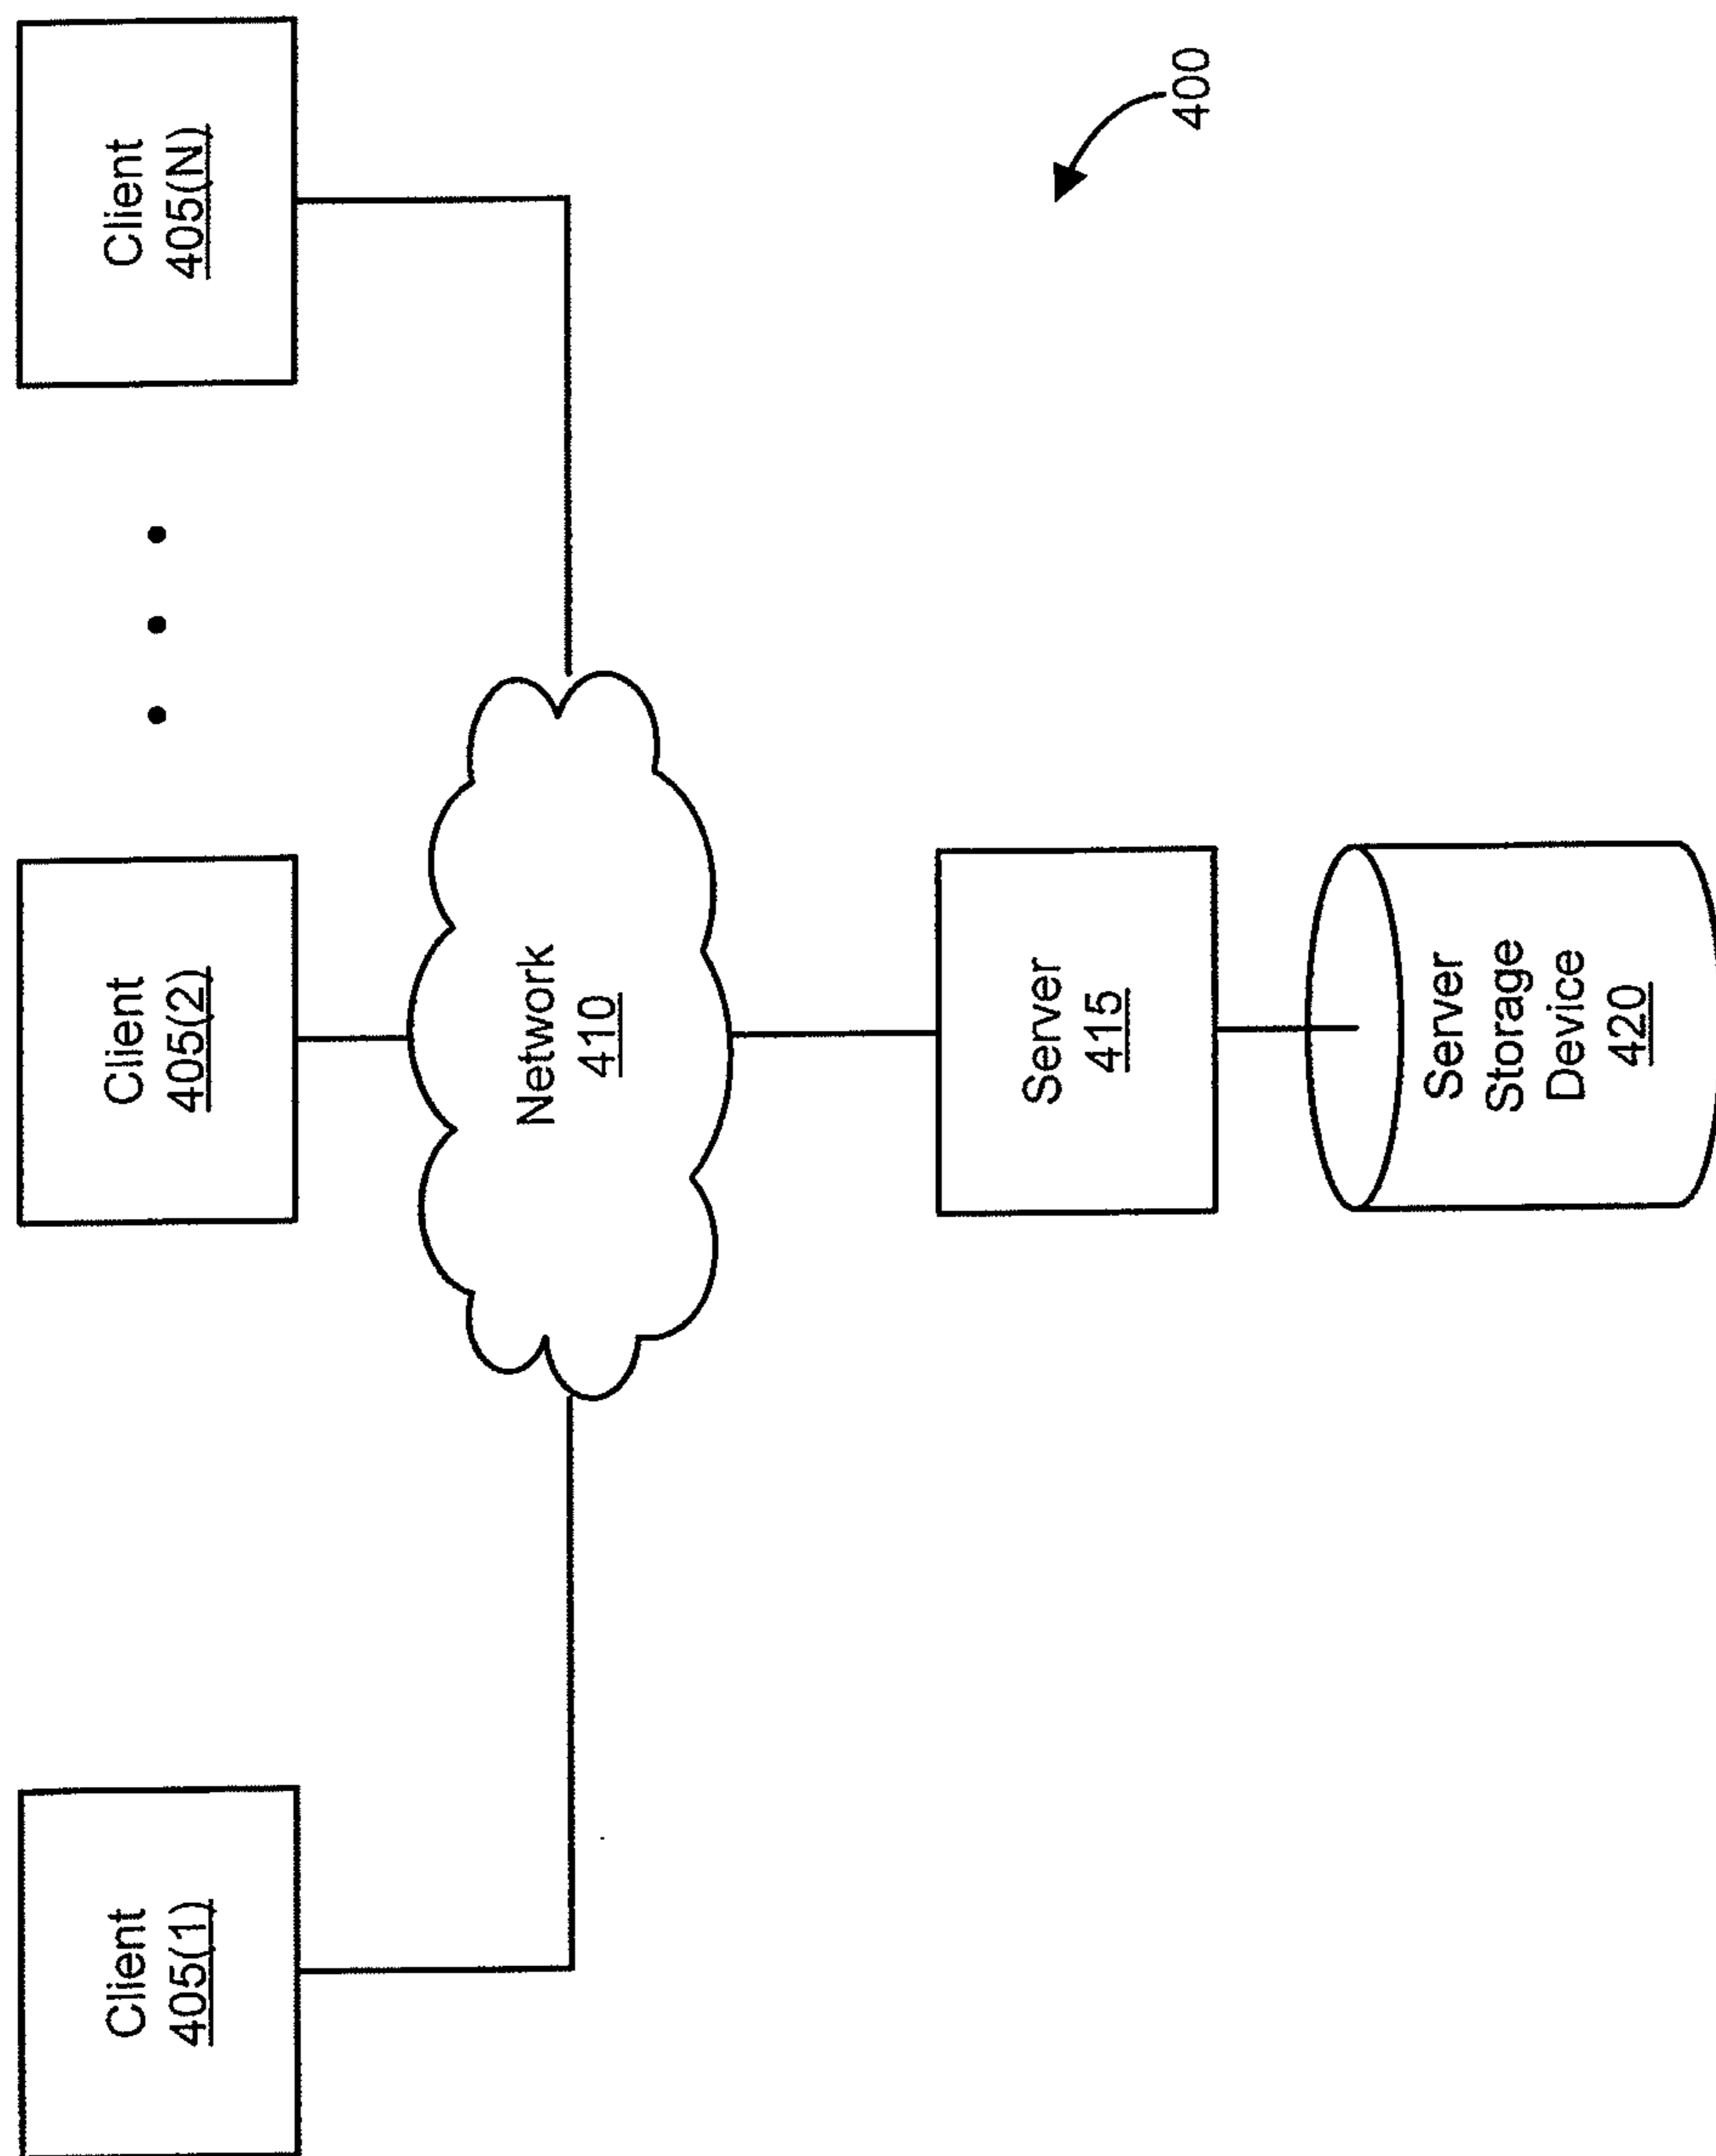 Client
405(1)
Client
405(2)
Client
405(N)
Network
410
Server
415
Server
Storage
Device
420
400